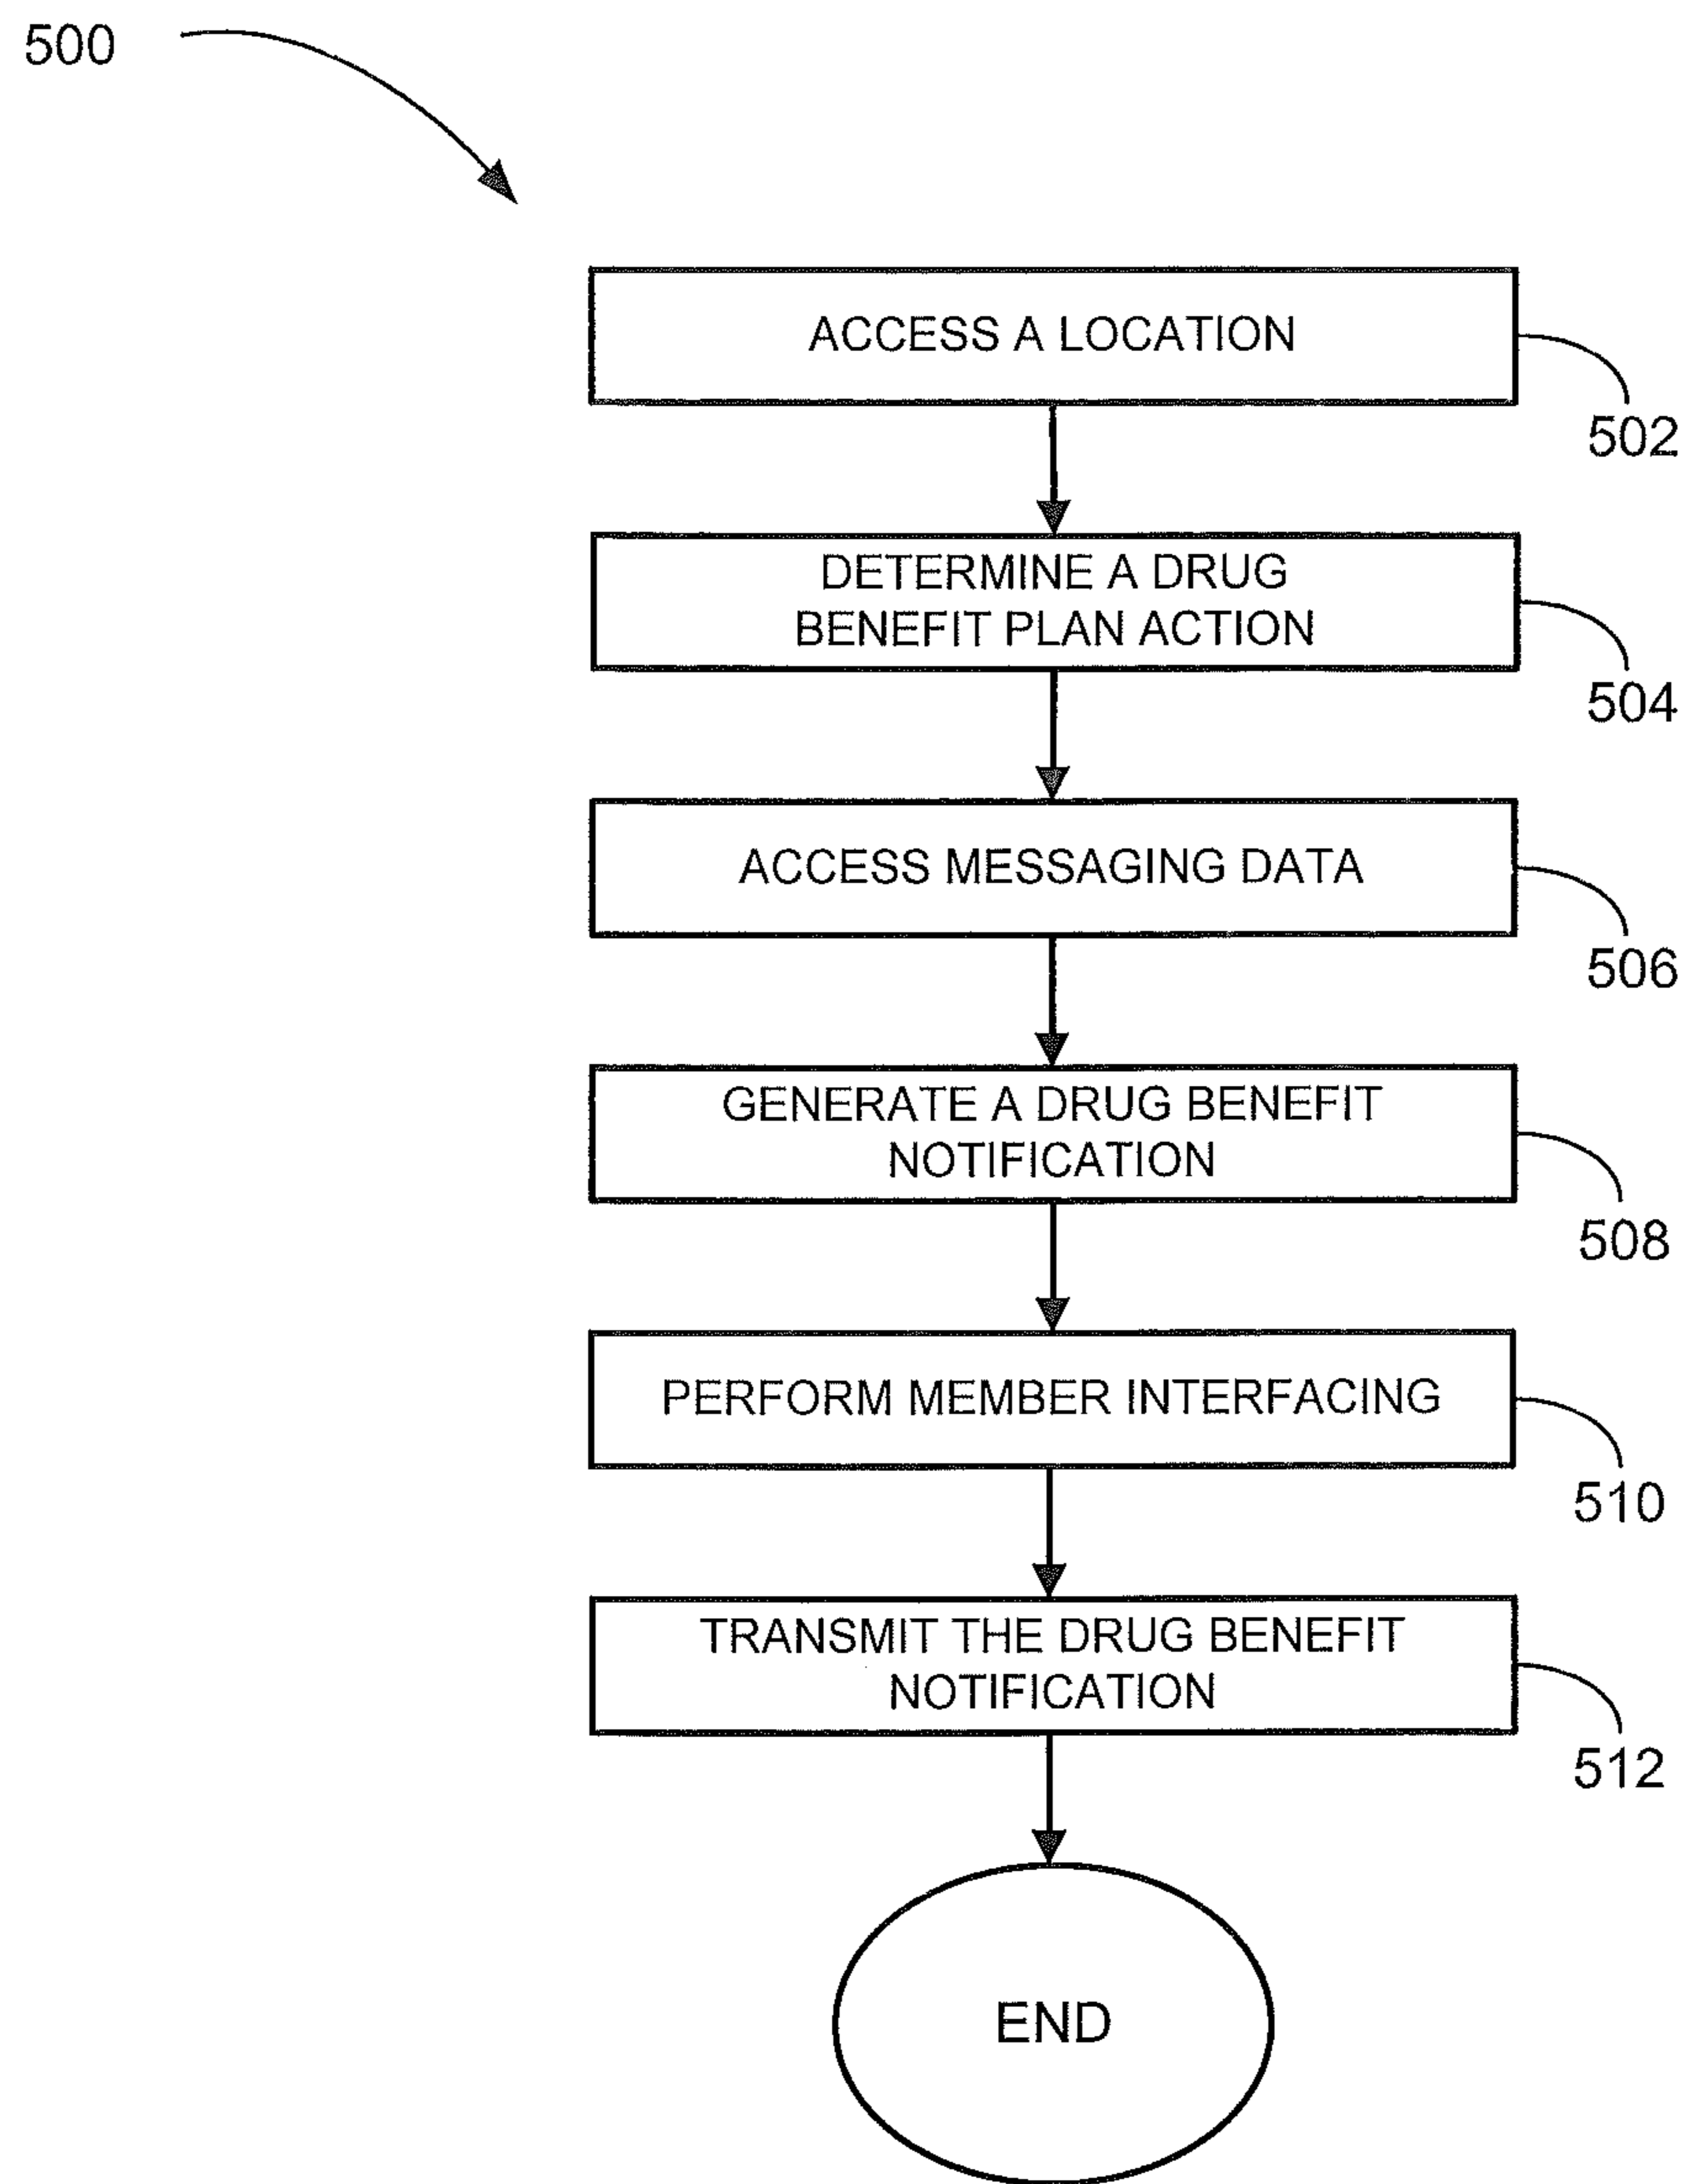 500
ACCESS A LOCATION
502
DETERMINE A DRUG
BENEFIT PLAN ACTION
504
ACCESS MESSAGING DATA
506
GENERATE A DRUG BENEFIT
NOTIFICATION
508
PERFORM MEMBER INTERFACING
510
TRANSMIT THE DRUG BENEFIT
NOTIFICATION
512
END